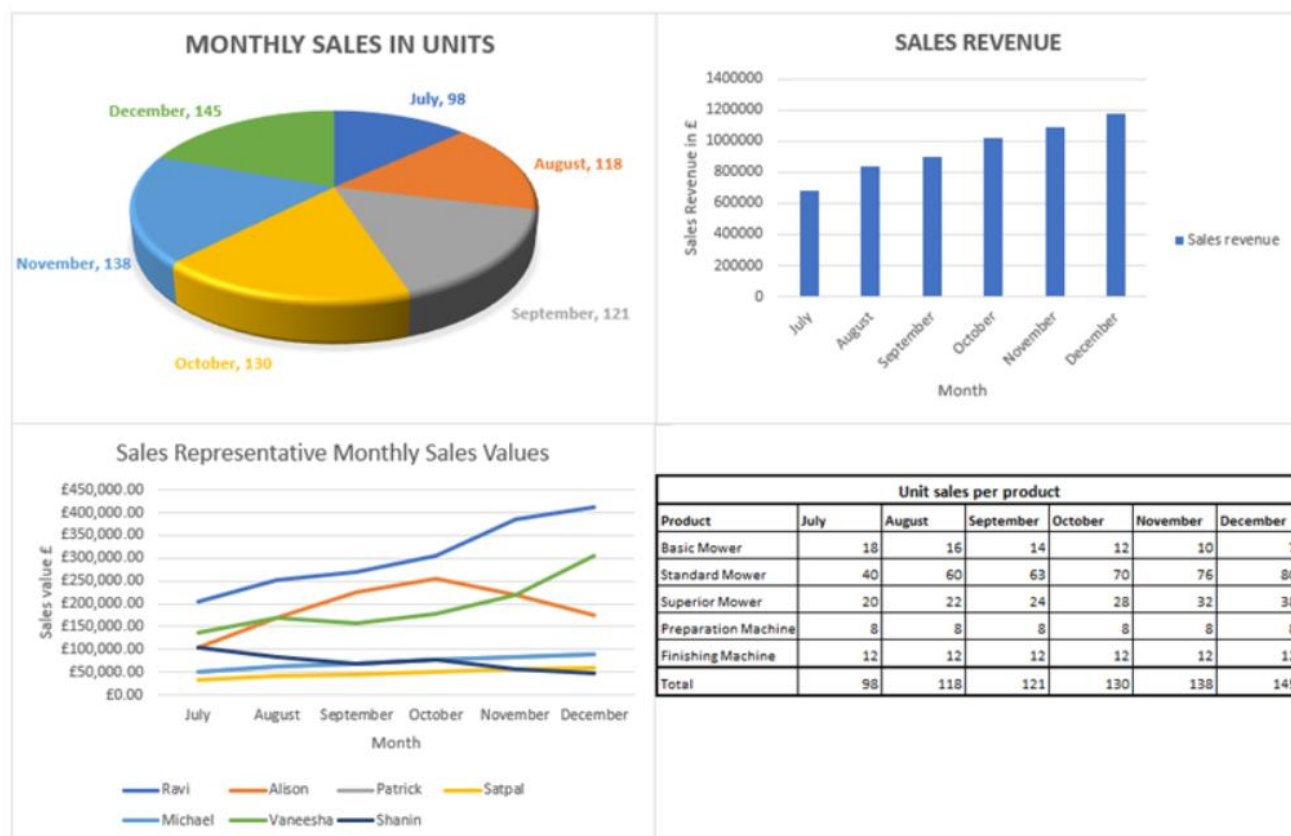 MONTHLY SALES IN UNITS
December, 145
July, 98
August, 118
November, 138
September, 121
October, 130
SALES REVENUE
Sales Revenue in £
1400000
1200000
1000000
800000
600000
400000
200000
0
July
August
September
October
November
December
Month
Sales revenue
Sales Representative Monthly Sales Values
Sales value £
£450,000.00
£400,000.00
£350,000.00
£300,000.00
£250,000.00
£200,000.00
£150,000.00
£100,000.00
£50,000.00
£0.00
July August September October November December
Month
Ravi Alison Patrick Satpal
Michael Vaneesha Shanin
Unit sales per product
Product July August September October November December
Basic Mower 18 16 14 12 10
Standard Mower 40 60 63 70 76 80
Superior Mower 20 22 24 28 32 38
Preparation Machine 8 8 8 8 8
Finishing Machine 12 12 12 12 12 12
Total 98 118 121 130 138 145